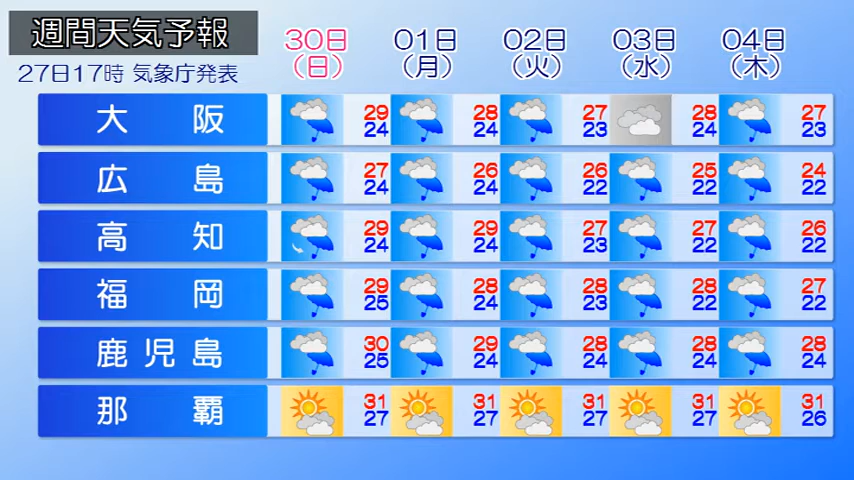 週間天気予報
27日17時 気象庁発表
30日 01日 02日 03日 04日
(日) (月) (火) (水) (木)
大阪 29 28 27 28 27
24 24 23 24 23
広島 27 26 26 25 24
24 24 22 22 22
高知 29 29 27 27 26
24 24 23 22 22
福岡 29 28 28 28 27
25 24 23 22 22
鹿児島 30 29 28 28 28
25 24 24 24 24
那覇 31 31 31 31 31
27 27 27 27 26